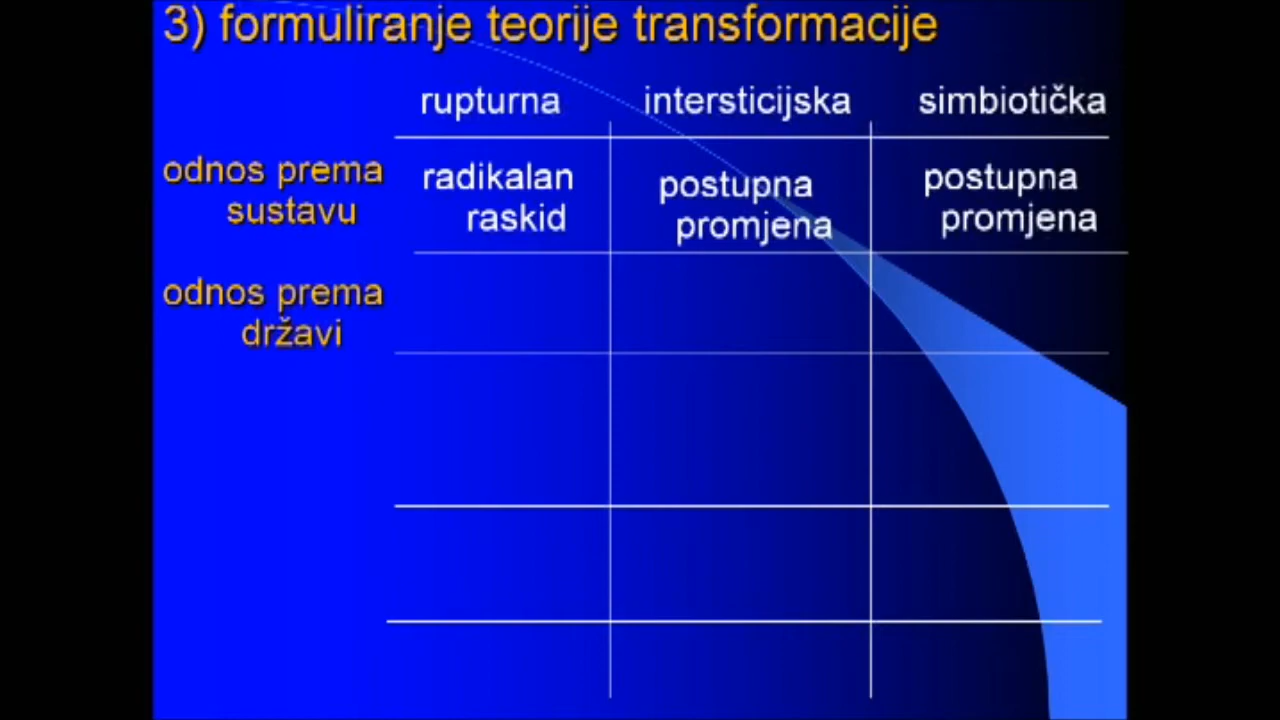 3) formuliranje teorije transformacije
rupturna intersticijska simbiotička
odnos prema sustavu
radikalan raskid
postupna promjena
postupna promjena
odnos prema državi